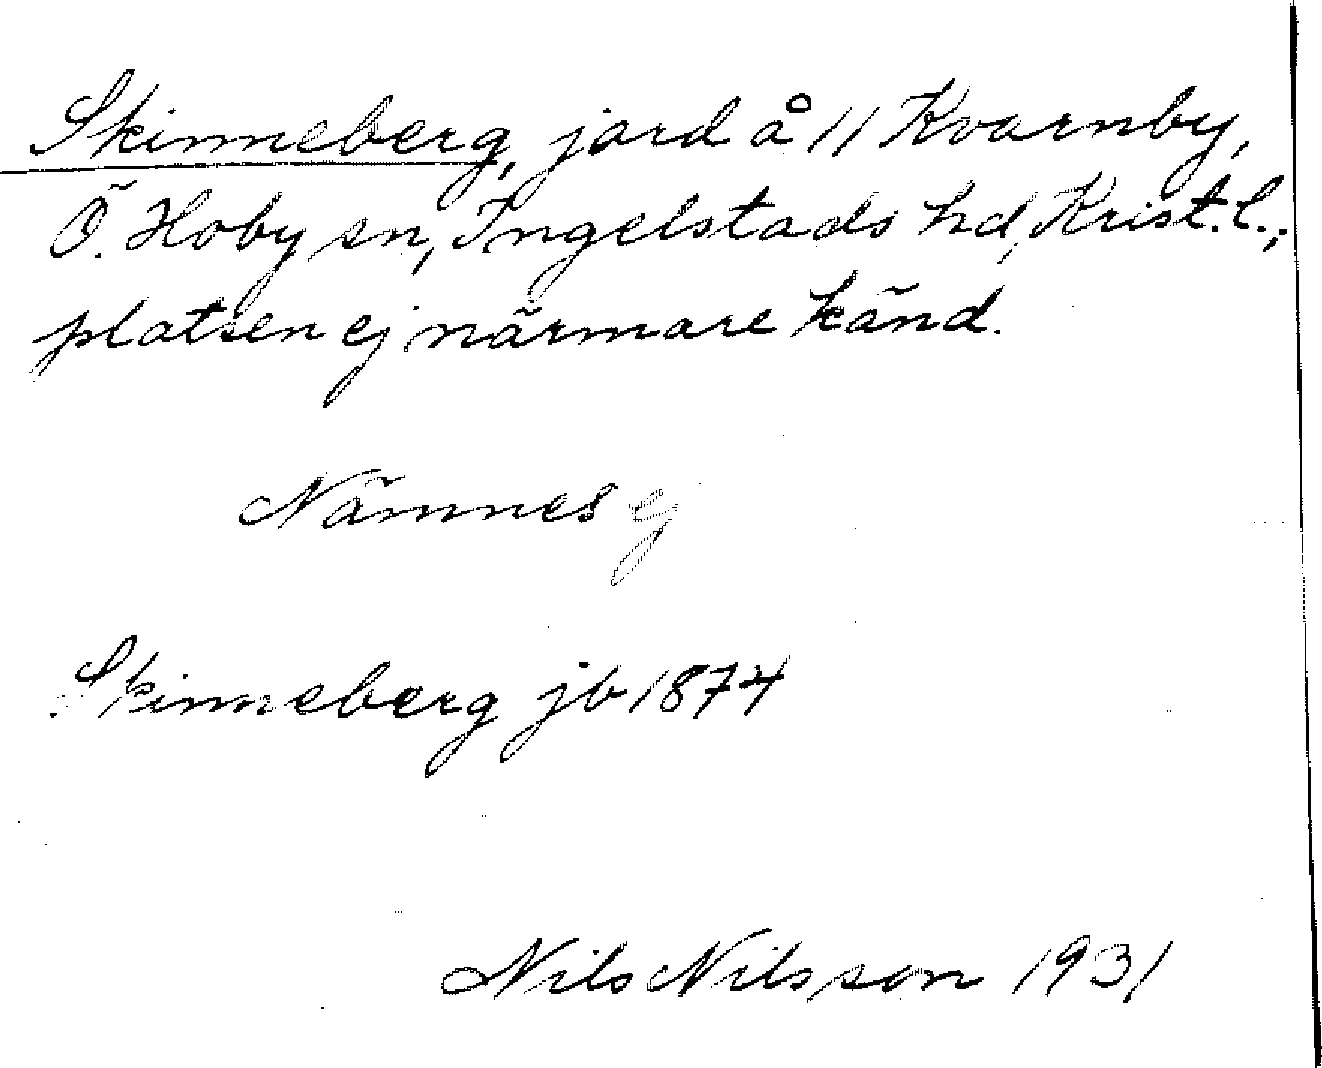 Skinneberg, jord å 11 Kvarnby,
Ö. Hoby sn, Ingelstads hd, Krist. l.;
platsen ej närmare känd.
Nämnes ej
Skinneberg jb 1874
Nils Nilsson 1931